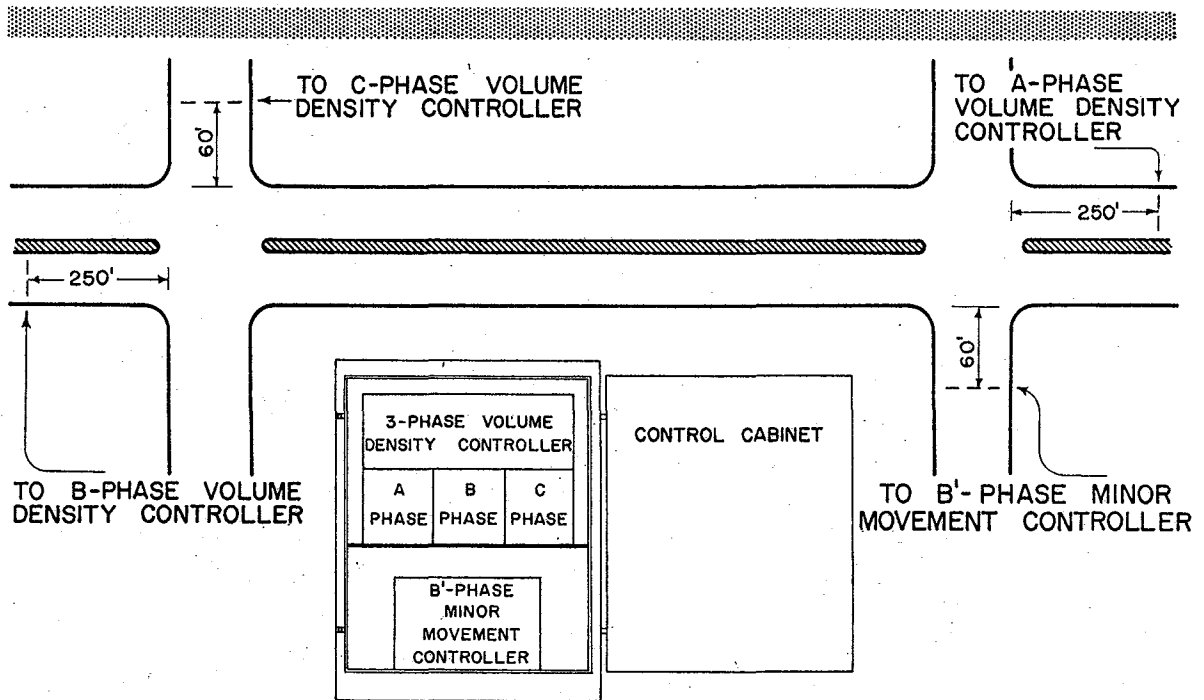 TO C-PHASE VOLUME
DENSITY CONTROLLER
TO A-PHASE
VOLUME DENSITY
CONTROLLER
60'
250'
250'
60'
3-PHASE VOLUME
DENSITY CONTROLLER
A
PHASE
B
PHASE
C
PHASE
CONTROL CABINET
TO B-PHASE VOLUME
DENSITY CONTROLLER
TO B'-PHASE MINOR
MOVEMENT CONTROLLER
B'-PHASE
MINOR
MOVEMENT
CONTROLLER